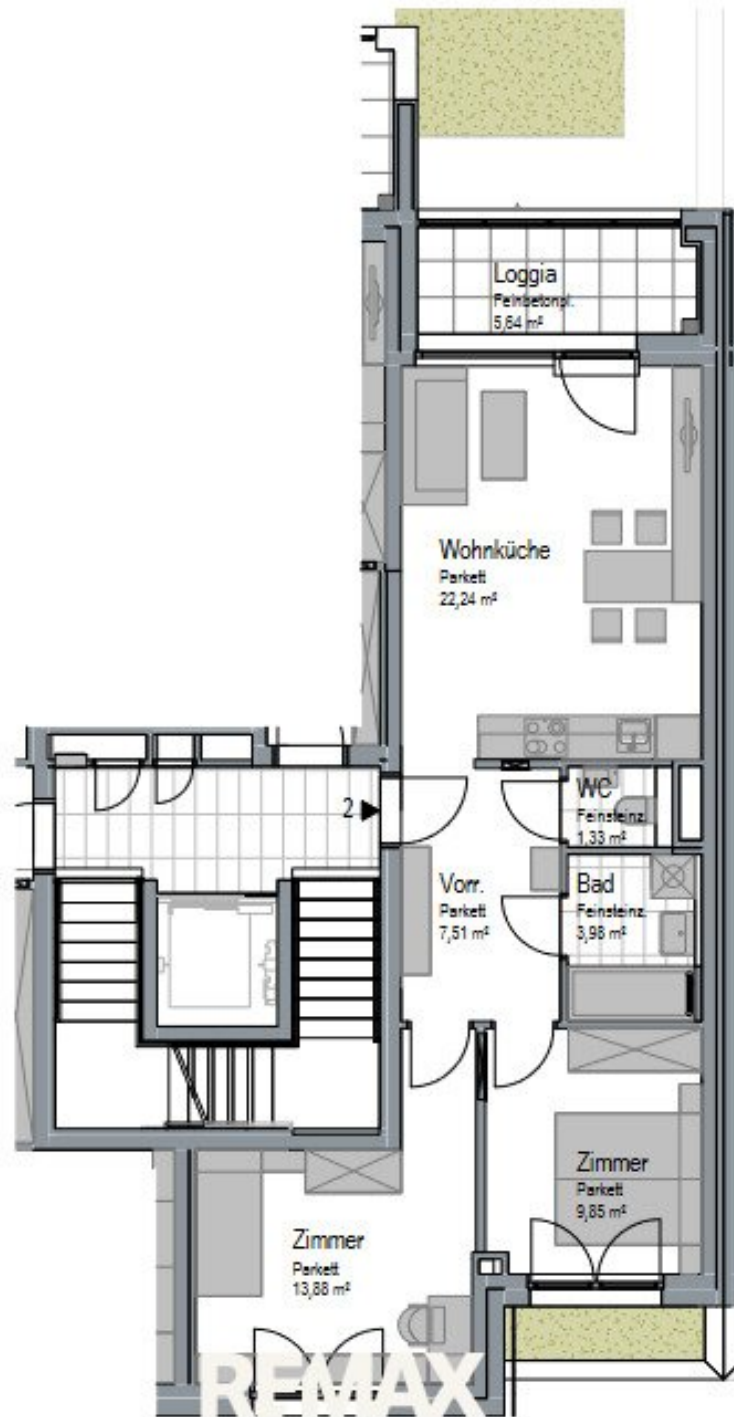 Loggia
Feinbetonpl.
5,64 m²
Wohnküche
Parkett
22,24 m²
2
WC
Feinsteinz.
1,33 m²
Vorr.
Parkett
7,51 m²
Bad
Feinsteinz.
3,98 m²
Zimmer
Parkett
9,85 m²
Zimmer
Parkett
13,88 m²
REMAX